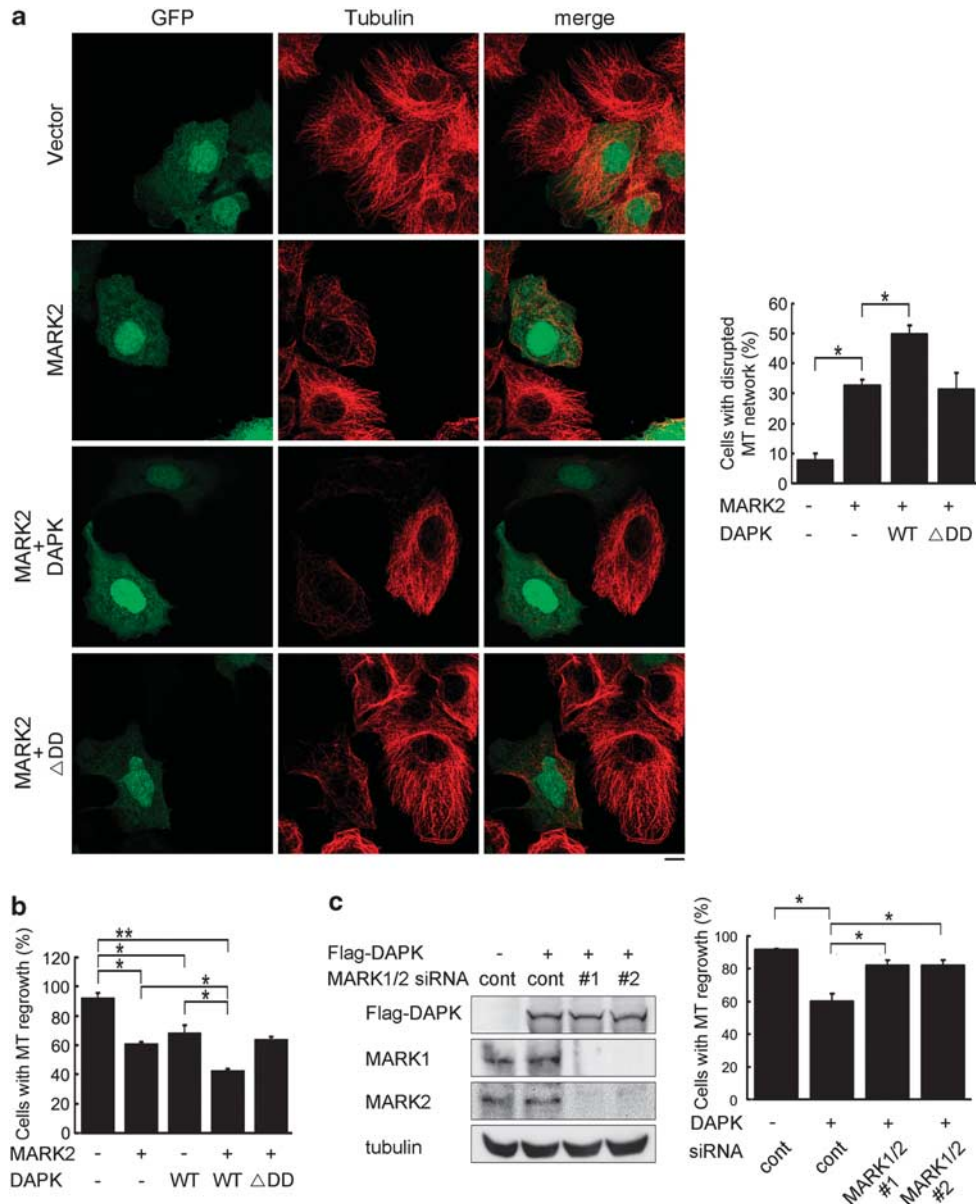 a
GFP Tubulin merge
Vector
MARK2
MARK2
+
DAPK
MARK2
+
△DD
Cells with disrupted
MT network (%)
60
50
40
30
20
10
0
*
*
MARK2 - + + +
DAPK - - WT △DD
b
Cells with MT regrowth (%)
120
100
80
60
40
20
0
**
*
*
*
*
MARK2 - + - + +
DAPK - - WT WT △DD
c
Flag-DAPK - + + +
MARK1/2 siRNA cont cont #1 #2
Flag-DAPK
MARK1
MARK2
tubulin
Cells with MT regrowth (%)
100
80
60
40
20
0
*
*
*
DAPK - + + +
siRNA cont cont MARK1/2 #1 MARK1/2 #2